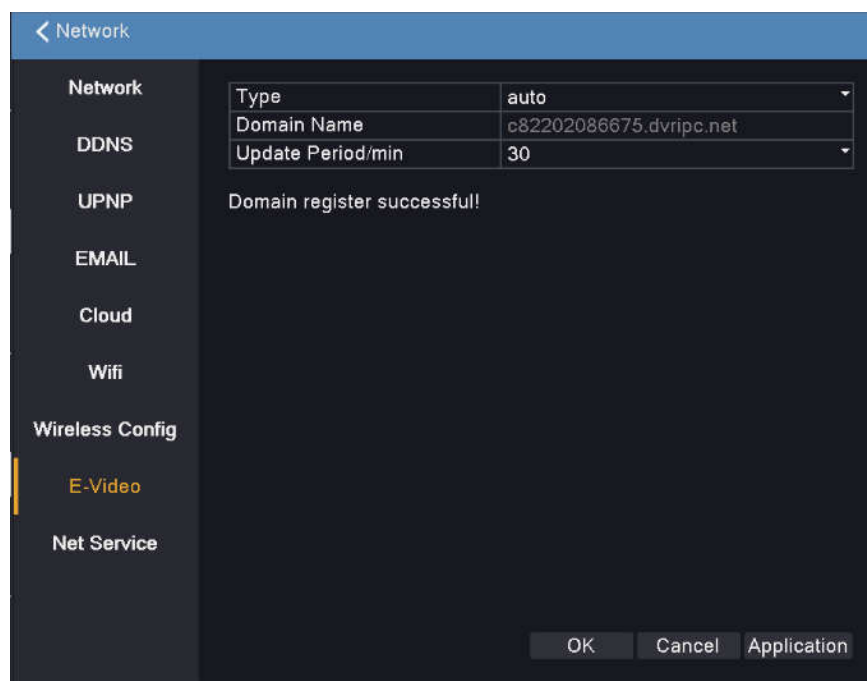 Network
Network
DDNS
UPNP
EMAIL
Cloud
Wifi
Wireless Config
E-Video
Net Service
Type auto
Domain Name c82202086675.dvripc.net
Update Period/min 30
Domain register successful!
OK Cancel Application